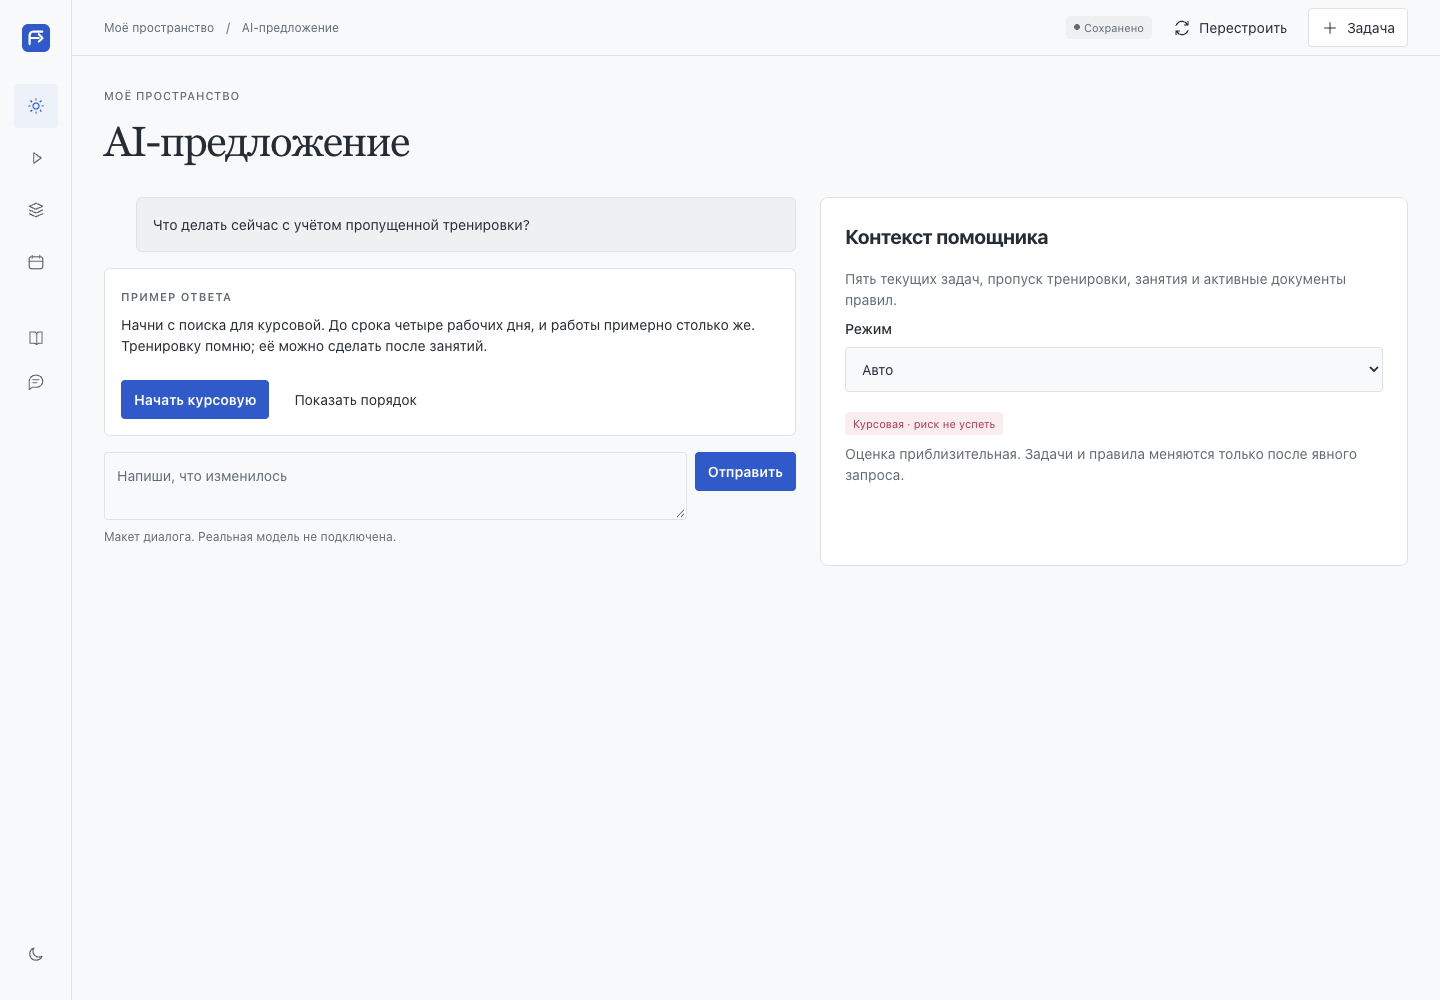 Моё пространство / AI-предложение
Сохранено
Перестроить
Задача
МОЁ ПРОСТРАНСТВО
AI-предложение
Что делать сейчас с учётом пропущенной тренировки?
ПРИМЕР ОТВЕТА
Начни с поиска для курсовой. До срока четыре рабочих дня, и работы примерно столько же.
Тренировку помню; её можно сделать после занятий.
Начать курсовую
Показать порядок
Напиши, что изменилось
Отправить
Макет диалога. Реальная модель не подключена.
Контекст помощника
Пять текущих задач, пропуск тренировки, занятия и активные документы
правил.
Режим
Авто
Курсовая · риск не успеть
Оценка приблизительная. Задачи и правила меняются только после явного
запроса.